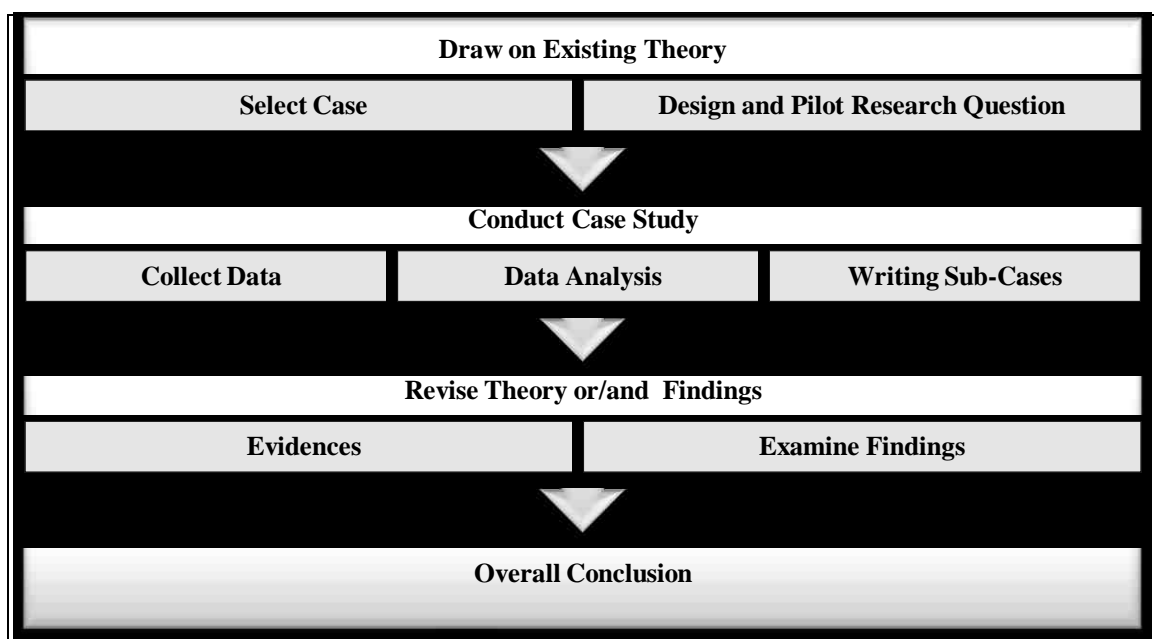 Draw on Existing Theory
Select Case
Design and Pilot Research Question
Conduct Case Study
Collect Data
Data Analysis
Writing Sub-Cases
Revise Theory or/and Findings
Evidences
Examine Findings
Overall Conclusion